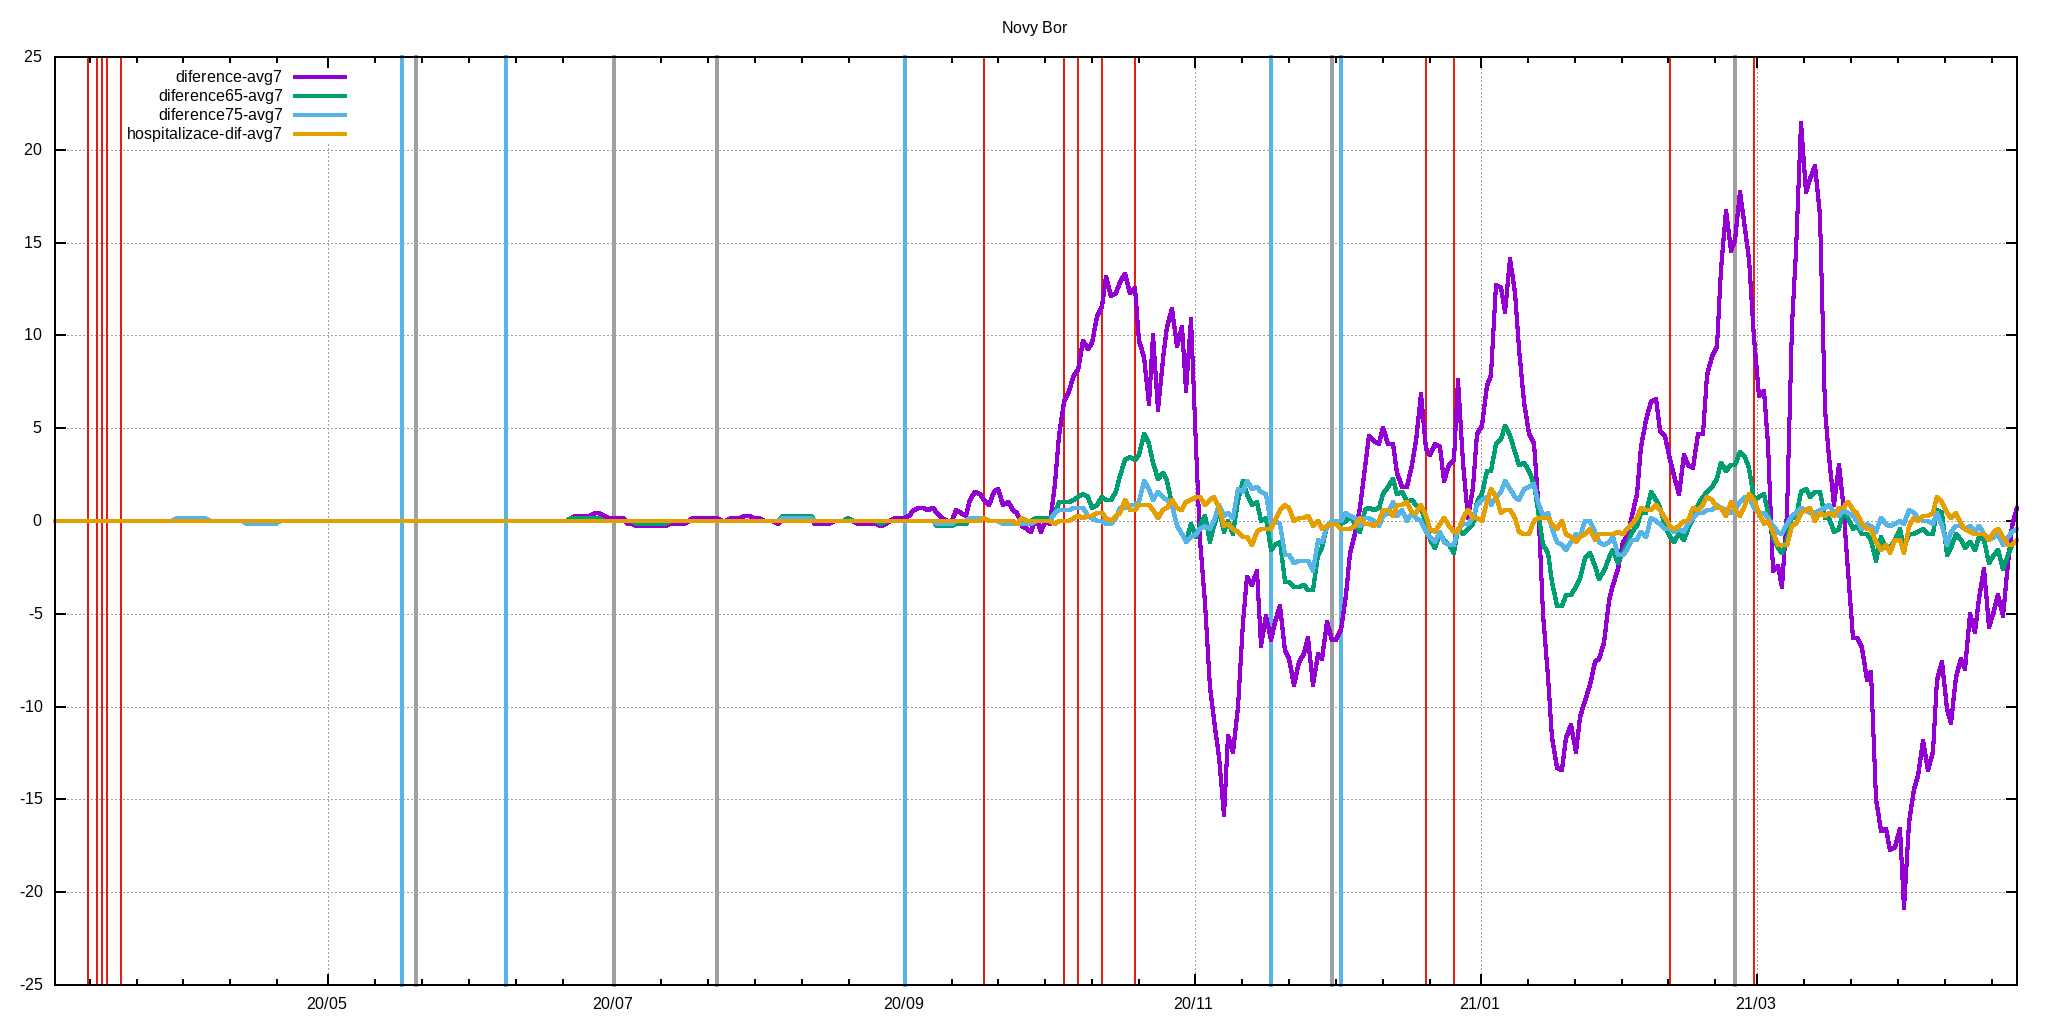 Novy Bor
25
diference-avg7
diference65-avg7
diference75-avg7
hospitalizace-dif-avg7
20
15
10
5
0
-5
-10
-15
-20
-25
20/05 20/07 20/09 20/11 21/01 21/03